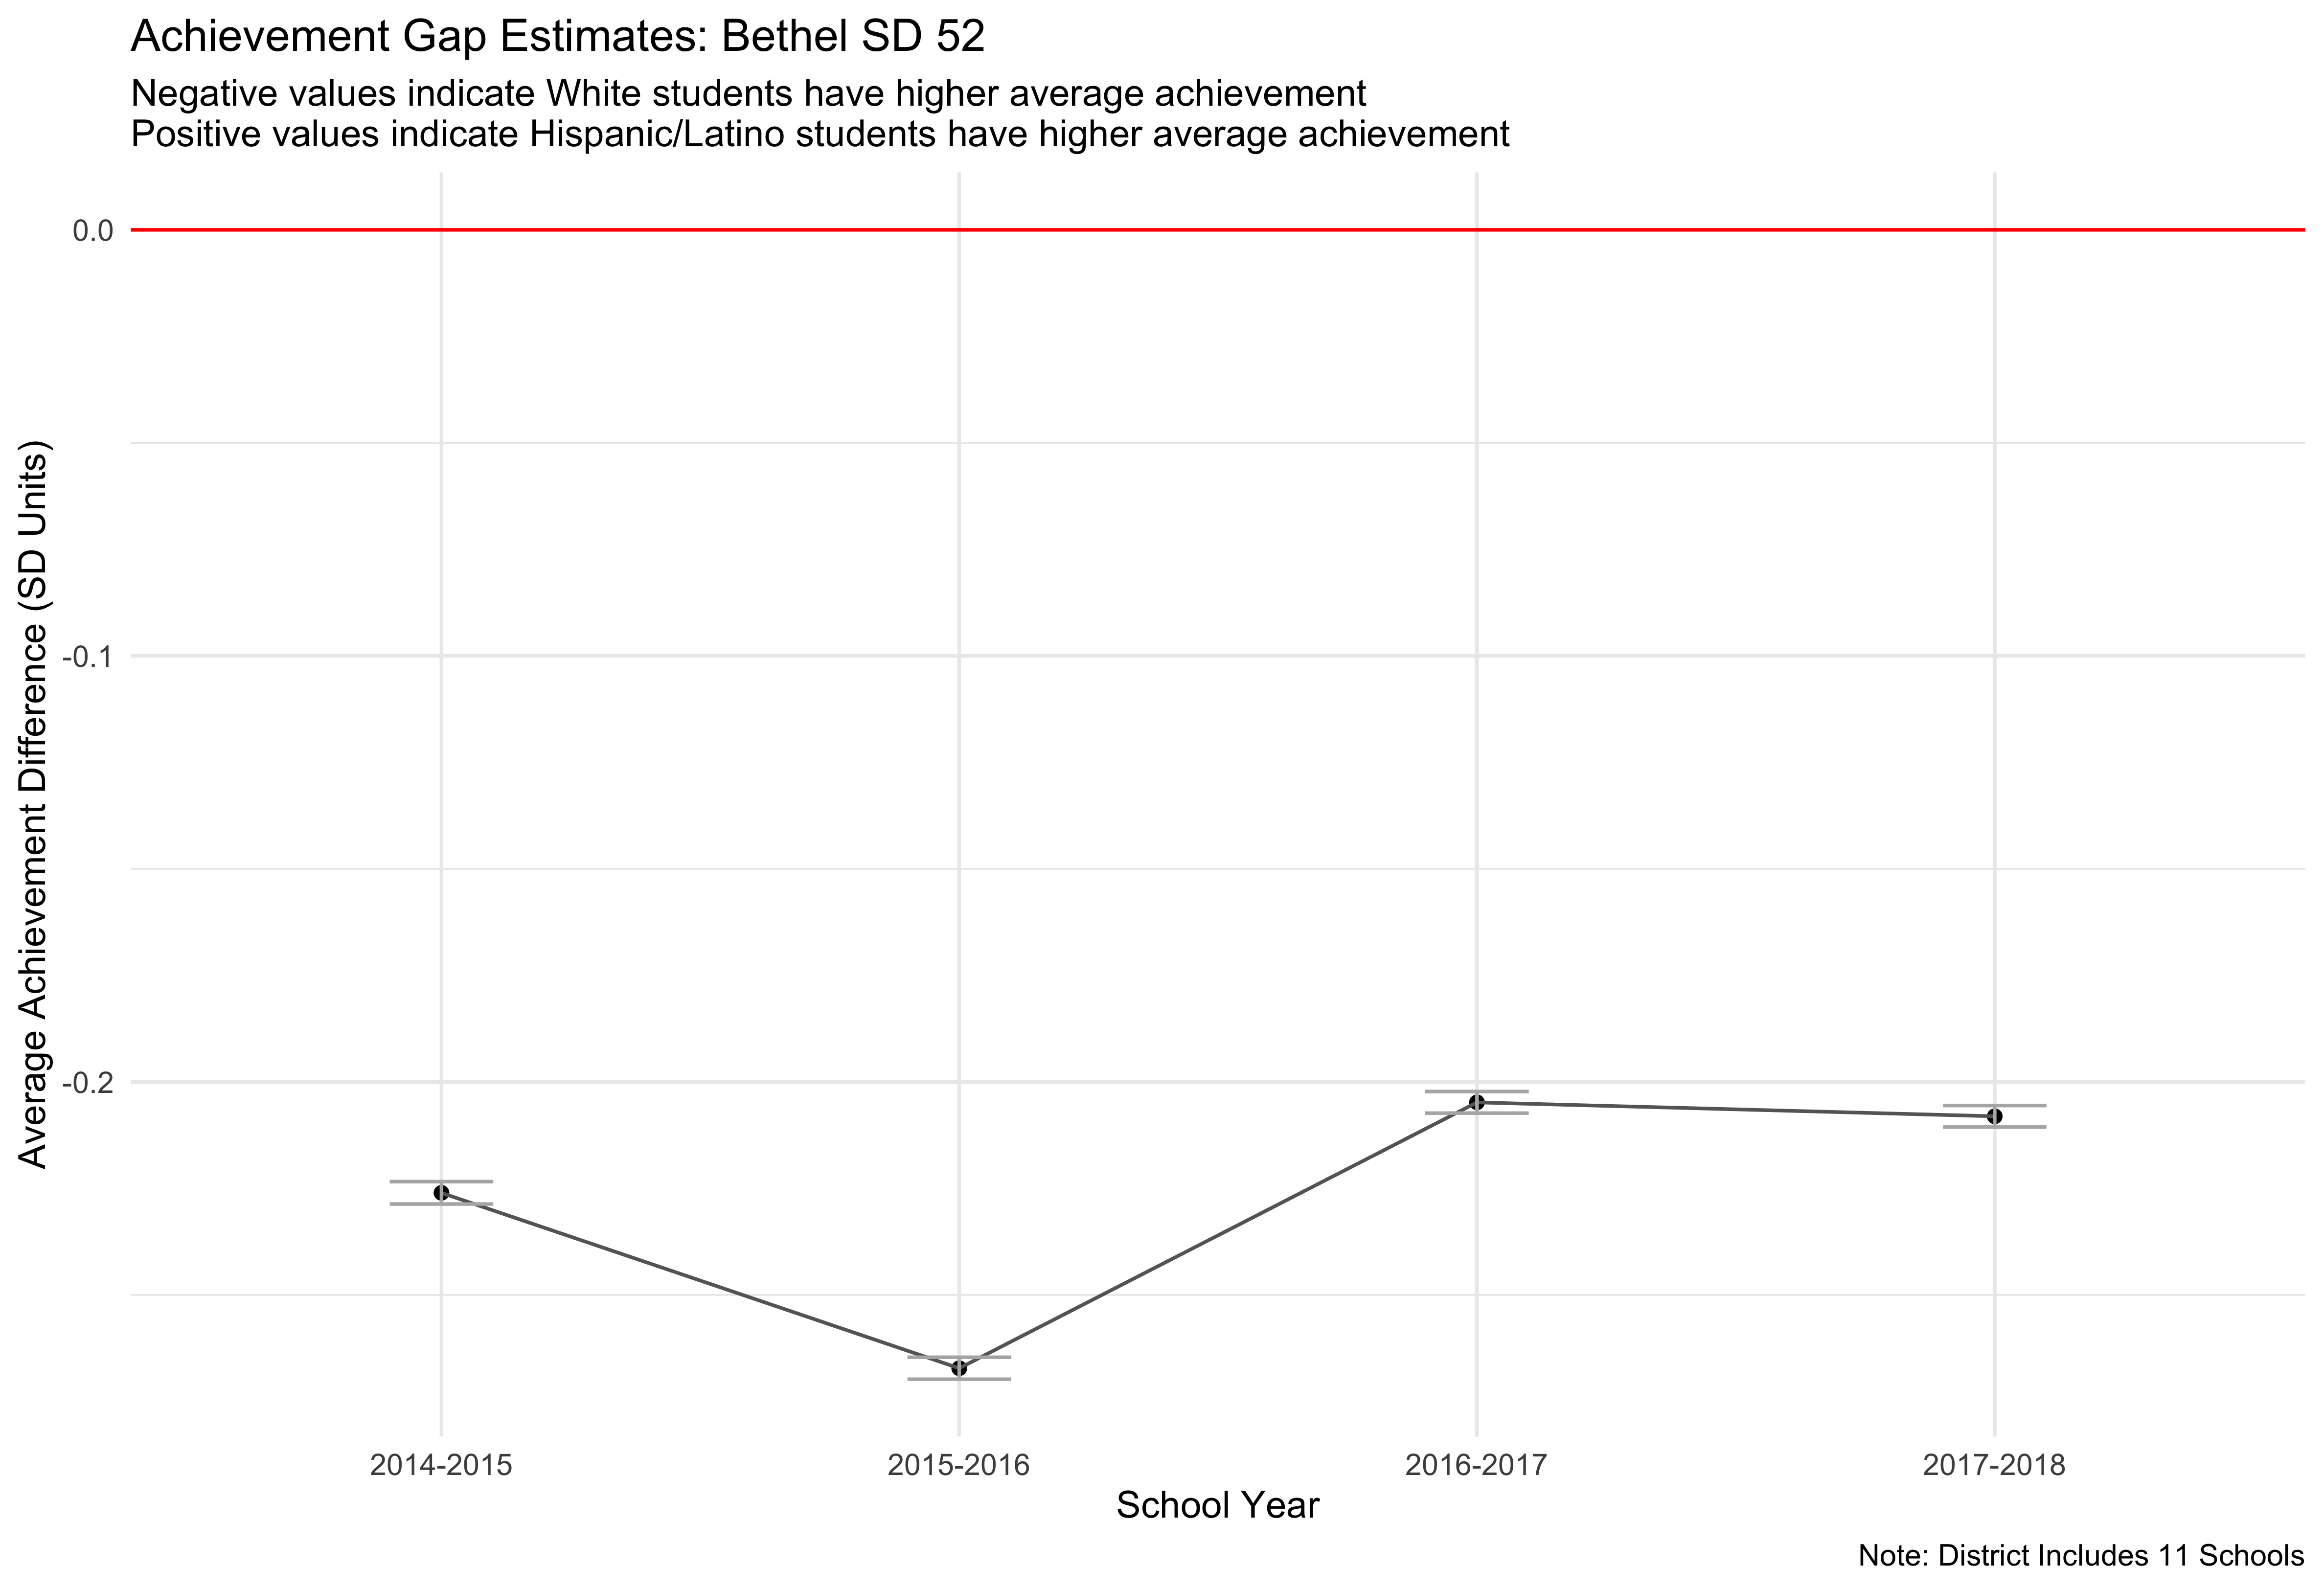 Achievement Gap Estimates: Bethel SD 52
Negative values indicate White students have higher average achievement
Positive values indicate Hispanic/Latino students have higher average achievement
Average Achievement Difference (SD Units)
0.0
-0.1
-0.2
2014-2015
2015-2016
2016-2017
2017-2018
School Year
Note: District Includes 11 Schools